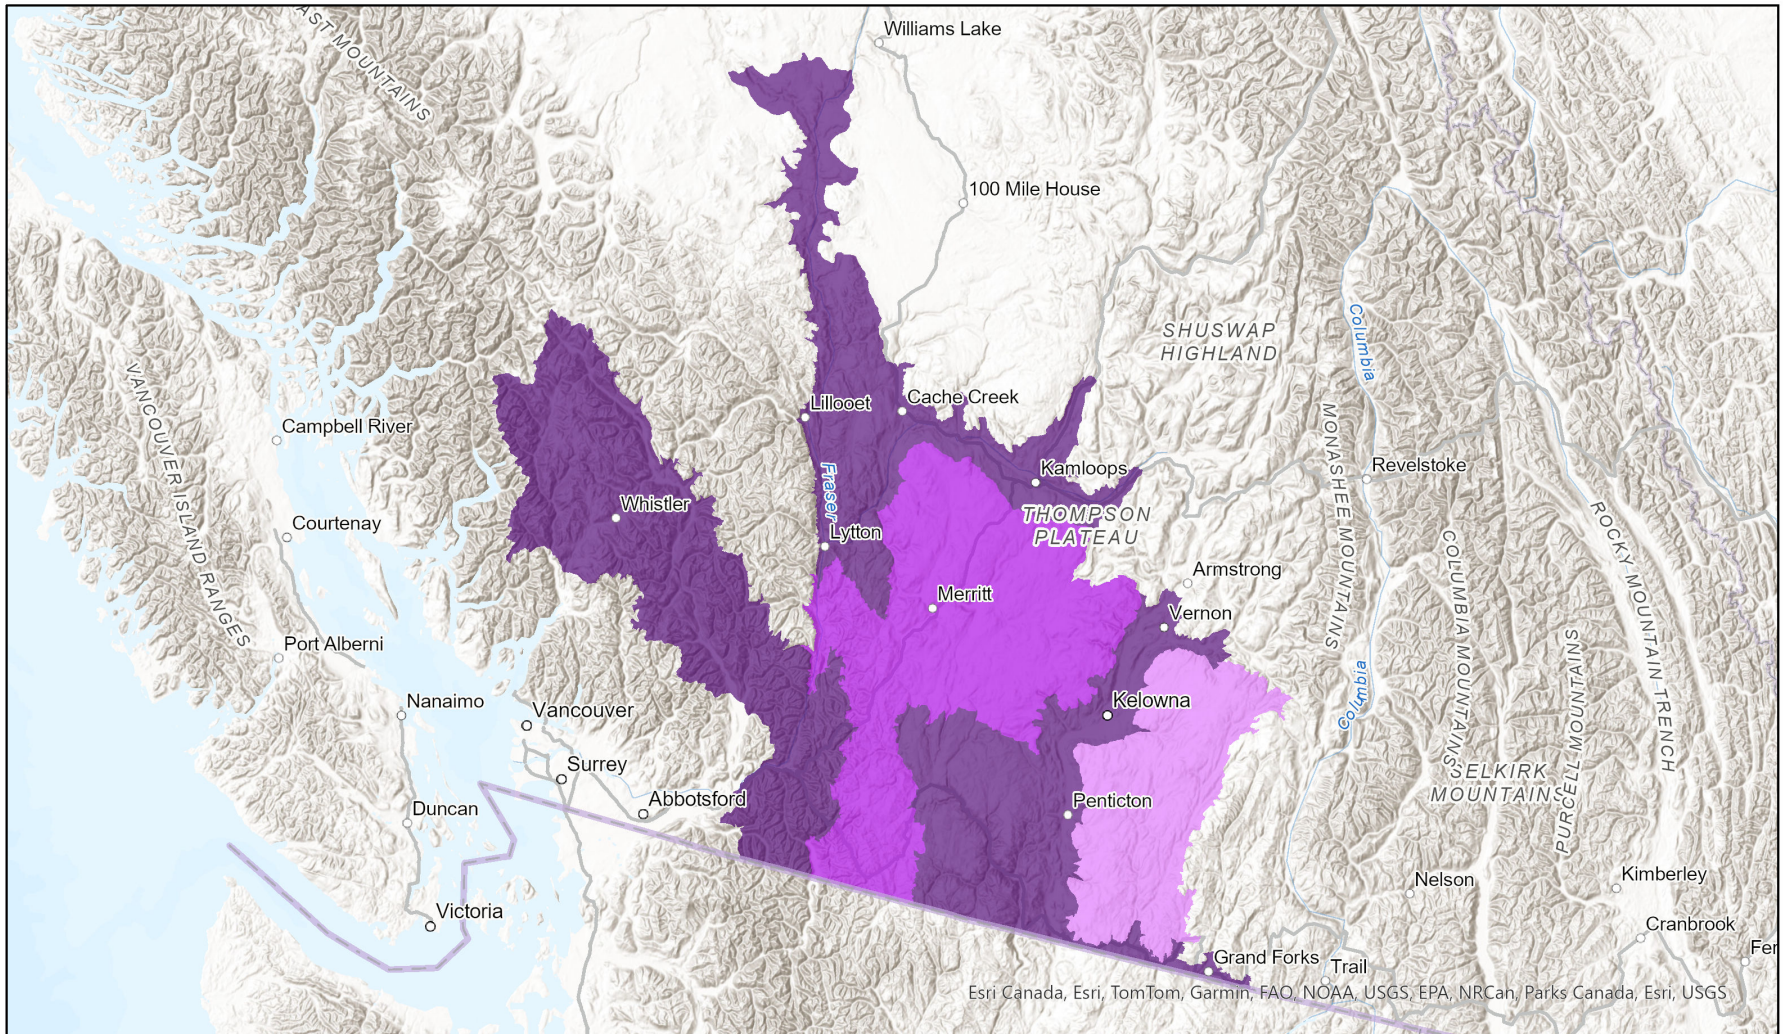 Williams Lake
AST MOUNTAINS
100 Mile House
SHUSWAP
HIGHLAND
Columbia
VANCOUVER ISLAND RANGES
Campbell River
Lillooet
Cache Creek
MONASHEE MOUNTAINS
Revelstoke
Kamloops
Fraser
Whistler
Courtenay
THOMPSON
PLATEAU
Lytton
ROCKY MOUNTAIN TRENCH
COLUMBIA MOUNTAINS
Armstrong
Merritt
Vernon
Port Alberni
PURCELL MOUNTAINS
Columbia
Nanaimo
Vancouver
Kelowna
Surrey
SELKIRK
MOUNTAINS
Abbotsford
Penticton
Duncan
Nelson
Kimberley
Victoria
Cranbrook
Fer
Grand Forks
Trail
Esri Canada, Esri, TomTom, Garmin, FAO, NOAA, USGS, EPA, NRCan, Parks Canada, Esri, USGS